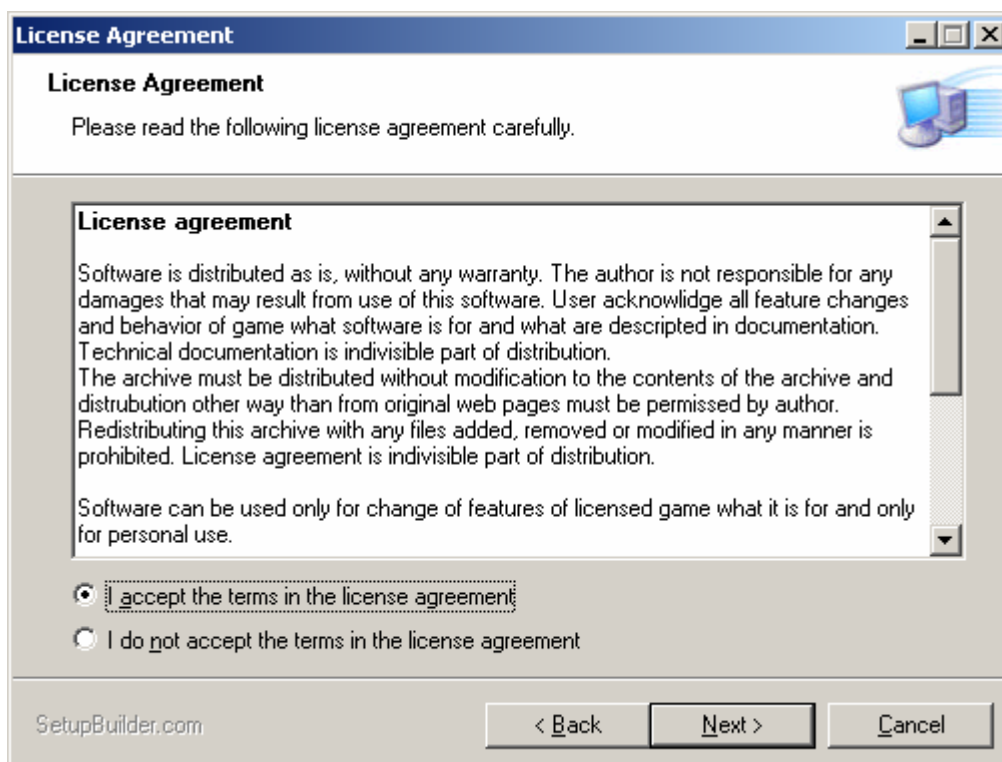 License Agreement
License Agreement
Please read the following license agreement carefully.
License agreement
Software is distributed as is, without any warranty. The author is not responsible for any
damages that may result from use of this software. User acknowlidge all feature changes
and behavior of game what software is for and what are descripted in documentation.
Technical documentation is indivisible part of distribution.
The archive must be distributed without modification to the contents of the archive and
distrubution other way than from original web pages must be permissed by author.
Redistributing this archive with any files added, removed or modified in any manner is
prohibited. License agreement is indivisible part of distribution.
Software can be used only for change of features of licensed game what it is for and only
for personal use.
I accept the terms in the license agreement
I do not accept the terms in the license agreement
SetupBuilder.com
< Back
Next >
Cancel